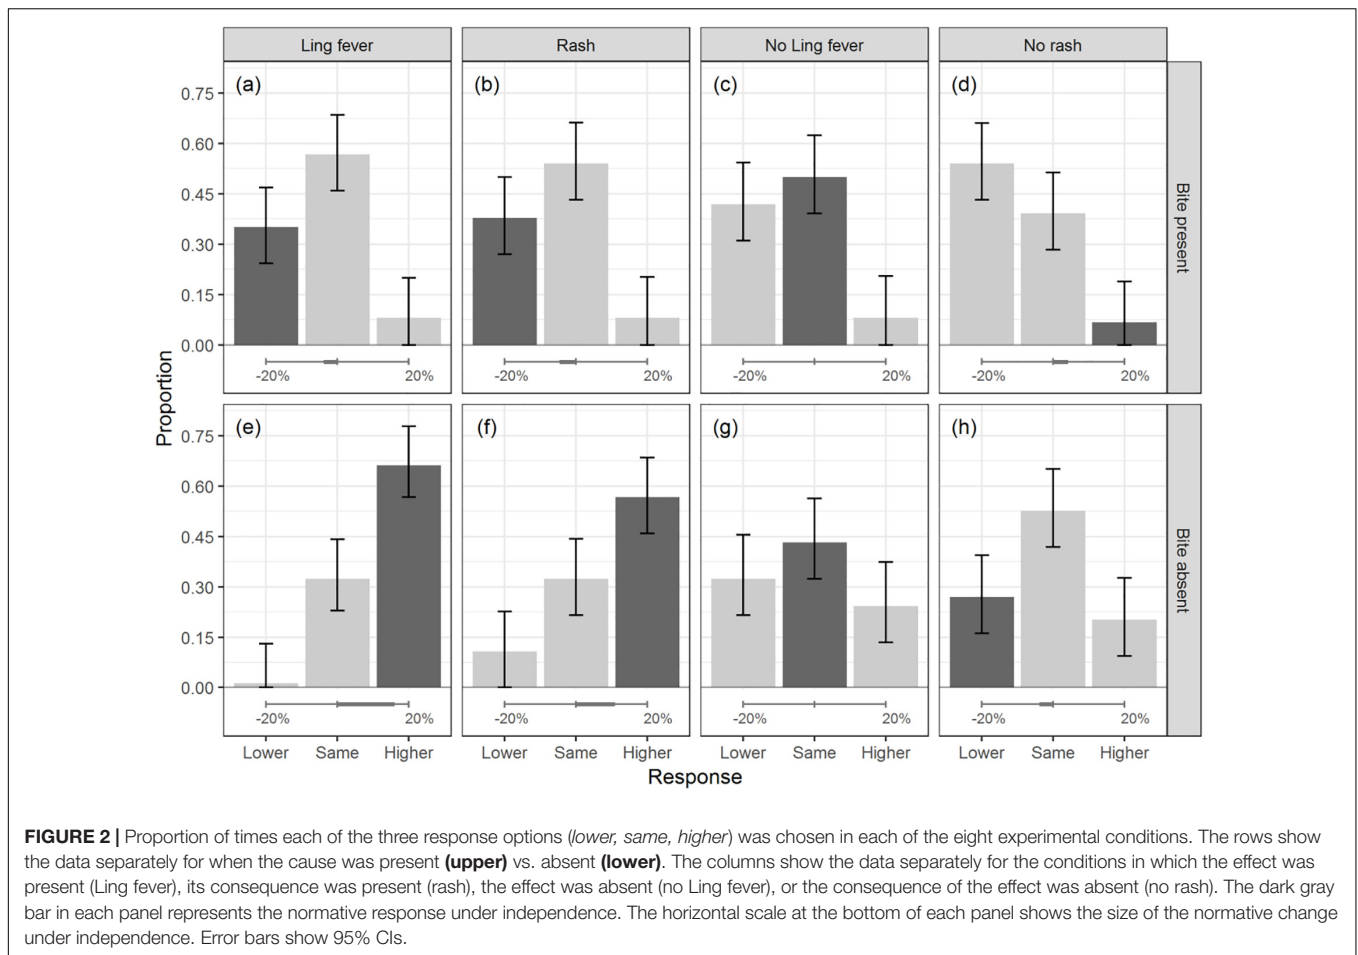 Ling fever
Rash
No Ling fever
No rash
(a)
(b)
(c)
(d)
0.75
0.60
0.45
0.30
0.15
0.00
-20%
20%
-20%
20%
-20%
20%
-20%
20%
Bite present
Proportion
(e)
(f)
(g)
(h)
0.75
0.60
0.45
0.30
0.15
0.00
-20%
20%
-20%
20%
-20%
20%
-20%
20%
Bite absent
Lower Same Higher
Lower Same Higher
Lower Same Higher
Lower Same Higher
Response
FIGURE 2 | Proportion of times each of the three response options (lower, same, higher) was chosen in each of the eight experimental conditions. The rows show
the data separately for when the cause was present (upper) vs. absent (lower). The columns show the data separately for the conditions in which the effect was
present (Ling fever), its consequence was present (rash), the effect was absent (no Ling fever), or the consequence of the effect was absent (no rash). The dark gray
bar in each panel represents the normative response under independence. The horizontal scale at the bottom of each panel shows the size of the normative change
under independence. Error bars show 95% CIs.